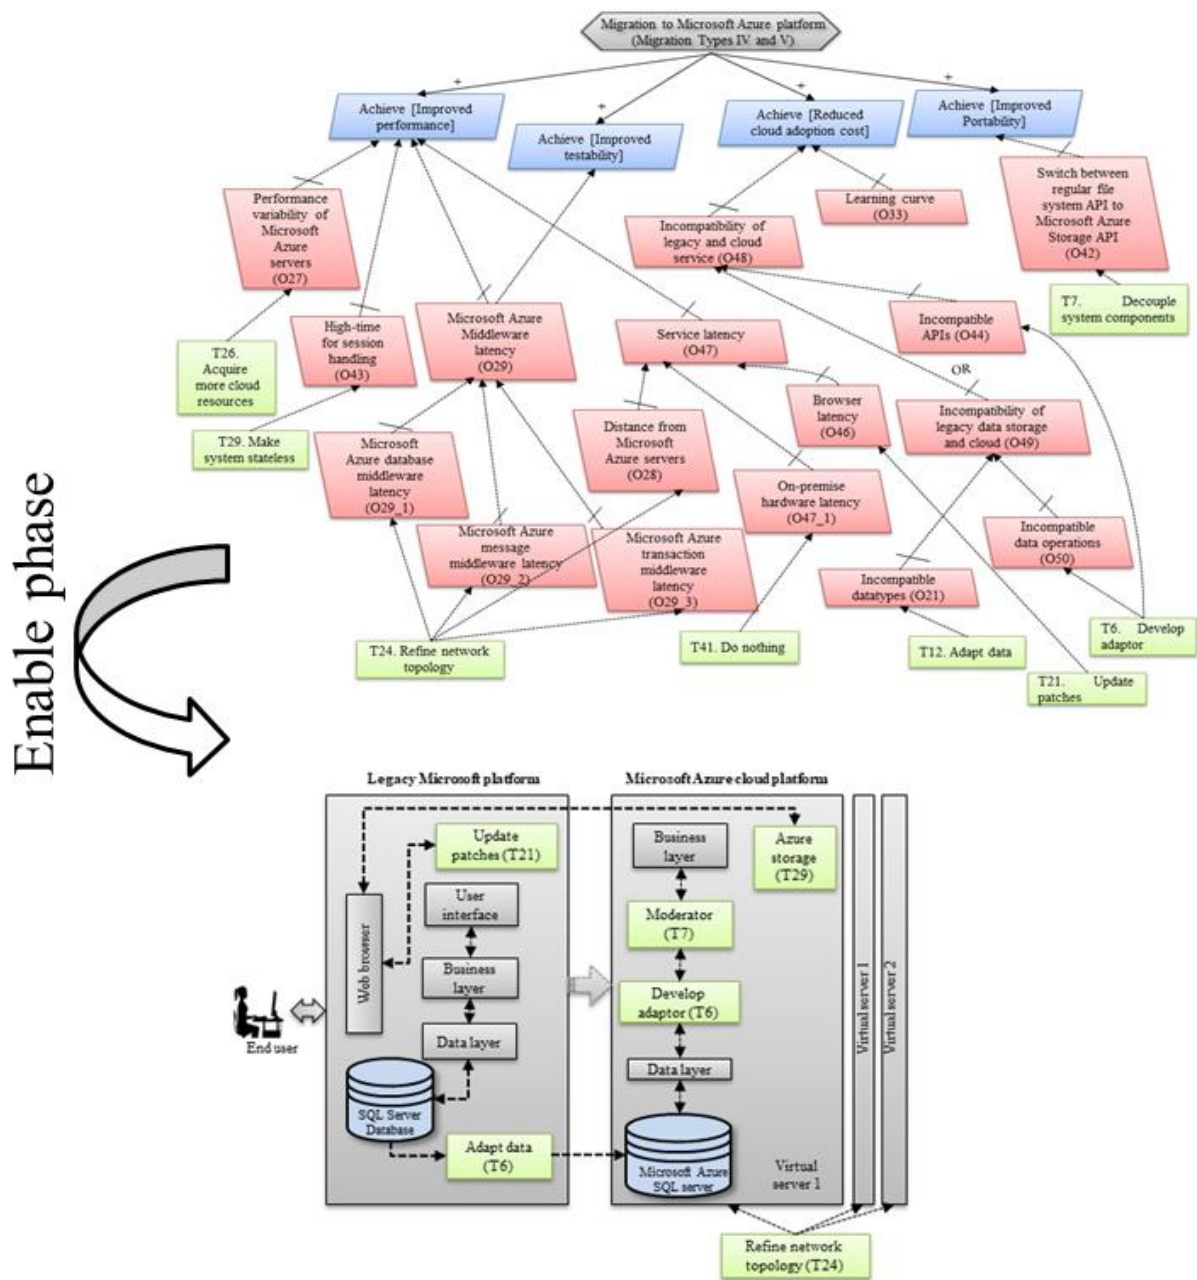 Migration to Microsoft Azure platform
(Migration Types IV and V)
+
+
+
+
Achieve [Improved
performance]
Achieve [Improved
testability]
Achieve [Reduced
cloud adoption cost]
Achieve [Improved
Portability]
Performance
variability of
Microsoft
Azure
servers
(O27)
Incompatibility of
legacy and cloud
service (O48)
Learning curve
(O33)
Switch between
regular file
system API to
Microsoft Azure
Storage API
(O42)
T7. Decouple
system components
High-time
for session
handling
(O43)
Microsoft Azure
Middleware
latency
(O29)
Service latency
(O47)
Incompatible
APIs (O44)
OR
T26.
Acquire
more cloud
resources
T29. Make
system stateless
Microsoft
Azure database
middleware
latency
(O29_1)
Distance from
Microsoft
Azure servers
(O28)
Browser
latency
(O46)
Incompatibility of
legacy data storage
and cloud (O49)
On-premise
hardware latency
(O47_1)
Microsoft Azure
message
middleware latency
(O29_2)
Microsoft Azure
transaction
middleware
latency
(O29_3)
Incompatible
data operations
(O50)
Incompatible
datatypes (O21)
T24. Refine network
topology
T41. Do nothing
T12. Adapt data
T6. Develop
adaptor
T21. Update
patches
Enable phase
Legacy Microsoft platform
Microsoft Azure cloud platform
Update
patches (T21)
User
interface
Business
layer
Data layer
Web browser
End user
SQL Server
Database
Adapt data
(T6)
Business
layer
Azure
storage
(T29)
Moderator
(T7)
Develop
adaptor (T6)
Data layer
Microsoft Azure
SQL server
Virtual
server 1
Virtual server 1
Virtual server 2
Refine network
topology (T24)